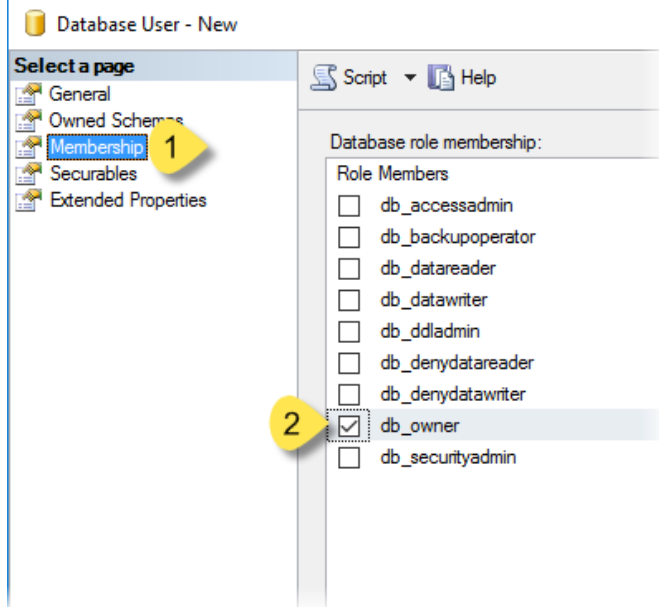 Database User - New
Select a page
General
Owned Schemas
Membership 1
Securables
Extended Properties
Script Help
Database role membership:
Role Members
db_accessadmin
db_backupoperator
db_datareader
db_datawriter
db_ddladmin
db_denydatareader
db_denydatawriter
2 db_owner
db_securityadmin